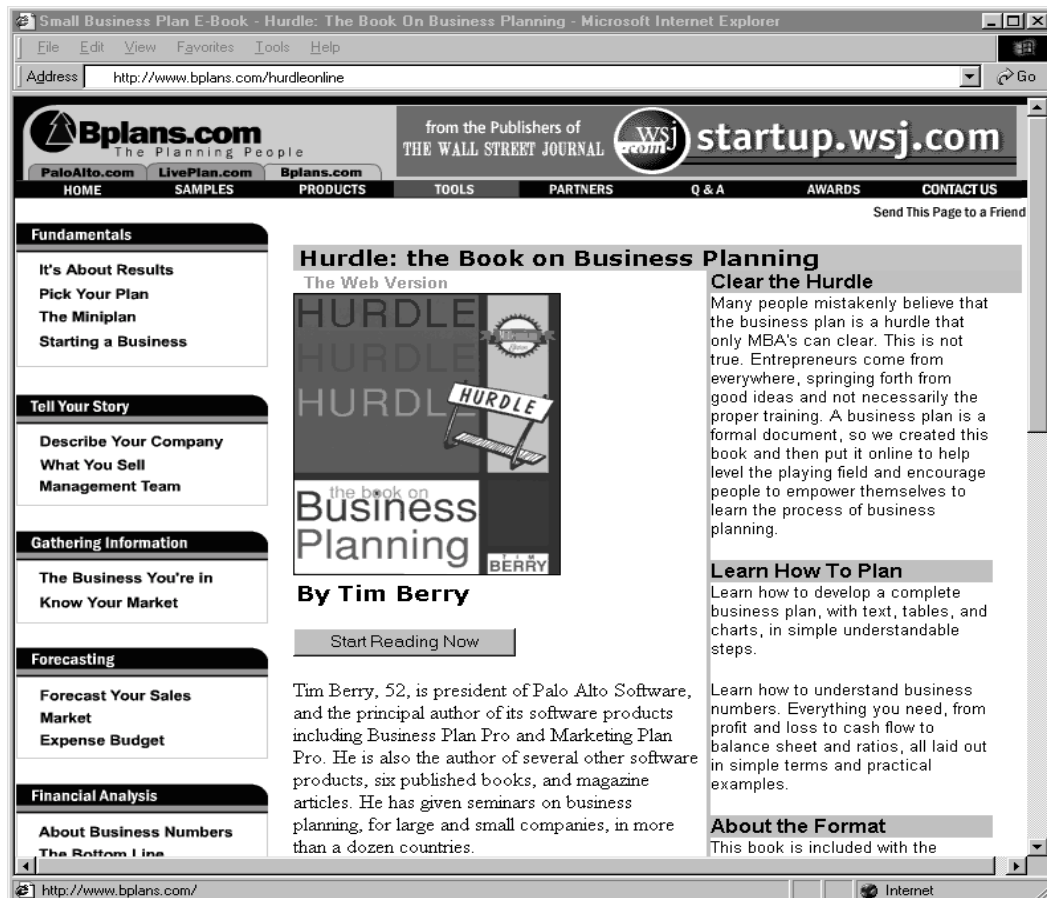 Small Business Plan E-Book - Hurdle: The Book On Business Planning - Microsoft Internet Explorer
File Edit View Favorites Tools Help
Address http://www.bplans.com/hurdleonline Go
Bplans.com
The Planning People
from the Publishers of
THE WALL STREET JOURNAL
WSJ
.com
startup.wsj.com
PaloAlto.com LivePlan.com Bplans.com
HOME SAMPLES PRODUCTS TOOLS PARTNERS Q & A AWARDS CONTACT US
Send This Page to a Friend
Fundamentals
It's About Results
Pick Your Plan
The Miniplan
Starting a Business
Tell Your Story
Describe Your Company
What You Sell
Management Team
Gathering Information
The Business You're in
Know Your Market
Forecasting
Forecast Your Sales
Market
Expense Budget
Financial Analysis
About Business Numbers
The Bottom Line
Hurdle: the Book on Business Planning
The Web Version
HURDLE
HURDLE
HURDLE
HURDLE
the book on
Business
Planning
TIM
BERRY
By Tim Berry
Start Reading Now
Tim Berry, 52, is president of Palo Alto Software,
and the principal author of its software products
including Business Plan Pro and Marketing Plan
Pro. He is also the author of several other software
products, six published books, and magazine
articles. He has given seminars on business
planning, for large and small companies, in more
than a dozen countries.
Clear the Hurdle
Many people mistakenly believe that
the business plan is a hurdle that
only MBA's can clear. This is not
true. Entrepreneurs come from
everywhere, springing forth from
good ideas and not necessarily the
proper training. A business plan is a
formal document, so we created this
book and then put it online to help
level the playing field and encourage
people to empower themselves to
learn the process of business
planning.
Learn How To Plan
Learn how to develop a complete
business plan, with text, tables, and
charts, in simple understandable
steps.
Learn how to understand business
numbers. Everything you need, from
profit and loss to cash flow to
balance sheet and ratios, all laid out
in simple terms and practical
examples.
About the Format
This book is included with the
http://www.bplans.com/ Internet